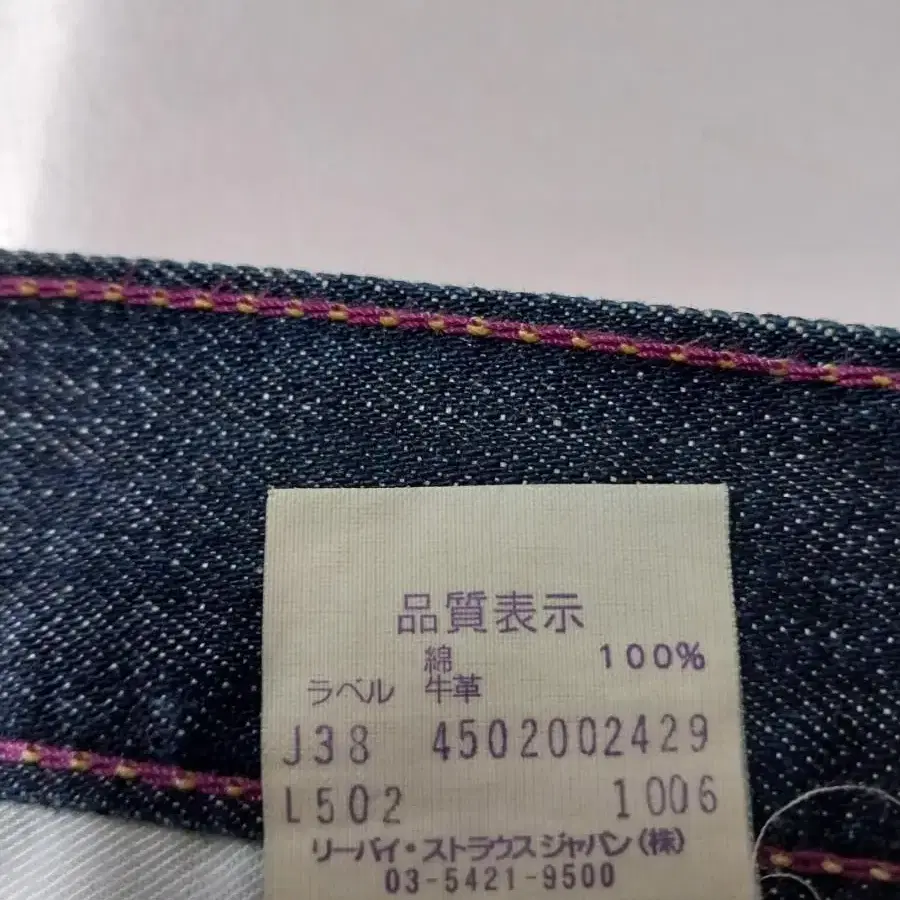 品質表示
綿 100%
ラベル 牛革
J38 4502002429
L502 1006
リーバイ・ストラウスジャパン(株)
03-5421-9500